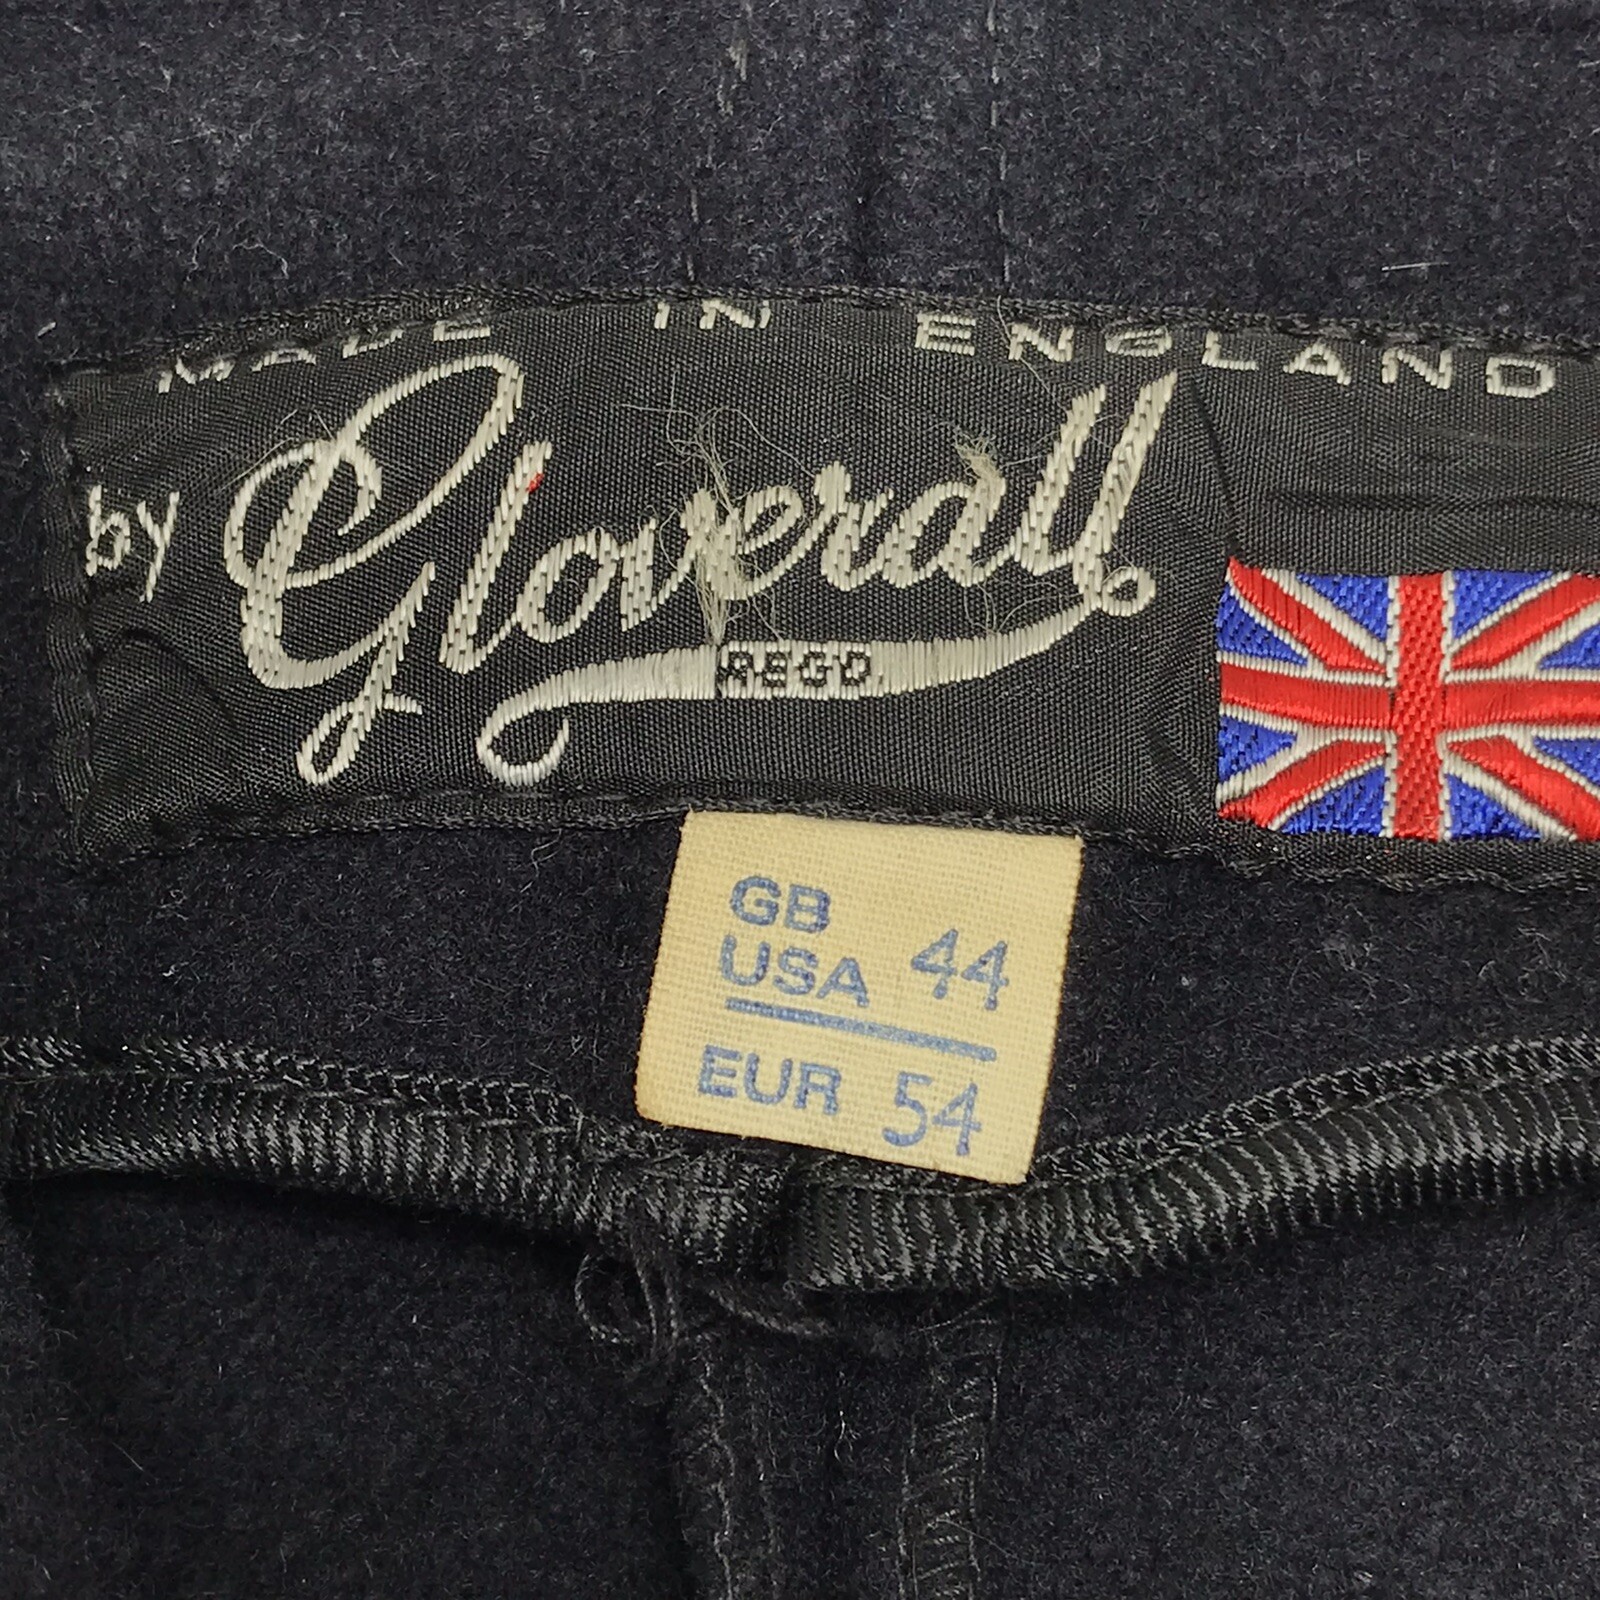 MADE IN ENGLAND
by Gloverall
REGD.
GB
USA 44
EUR 54